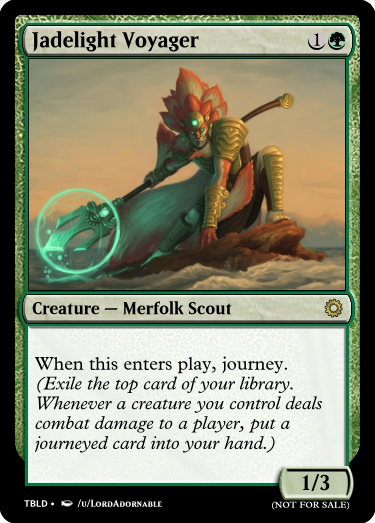 Jadelight Voyager 1
Creature — Merfolk Scout
When this enters play, journey.
(Exile the top card of your library.
Whenever a creature you control deals
combat damage to a player, put a
journeyed card into your hand.)
1/3
TBLD • /u/LordAdornable
(NOT FOR SALE)